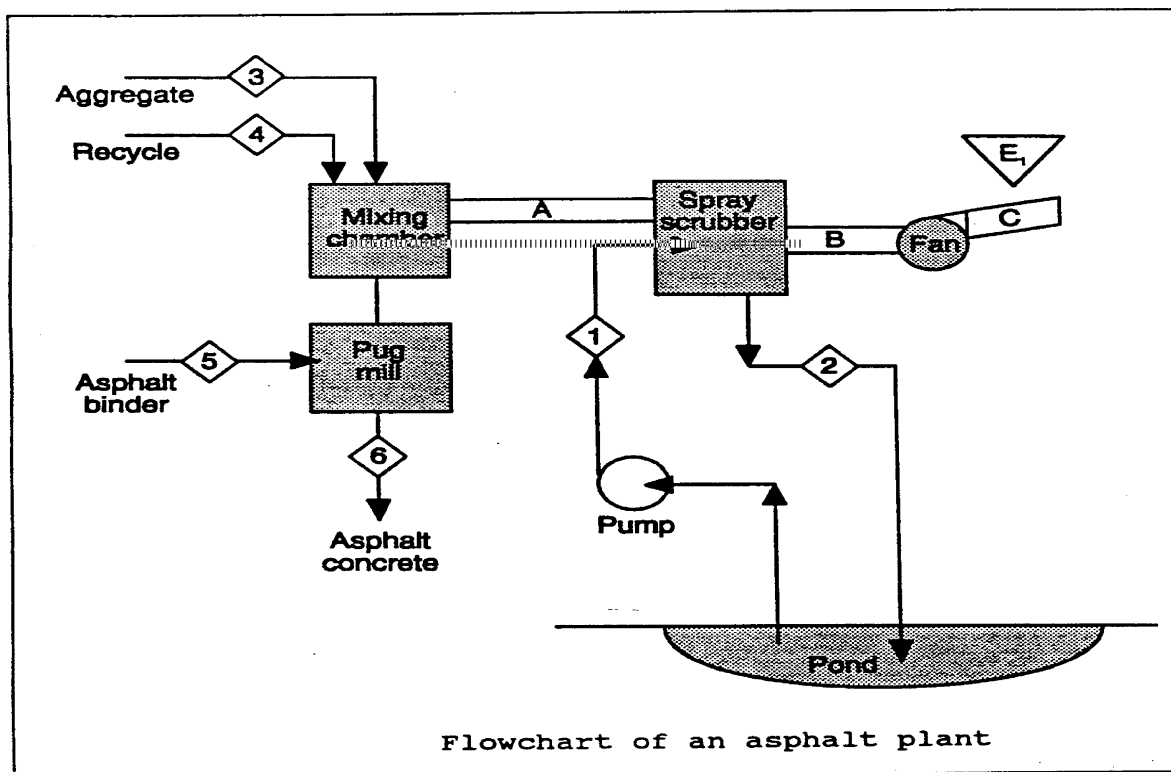 3
Aggregate
4
Recycle
Mixing
chamber
A
Spray
scrubber
B
Fan
C
E₁
1
2
5
Asphalt
binder
Pug
mill
6
Asphalt
concrete
Pump
Pond
Flowchart of an asphalt plant